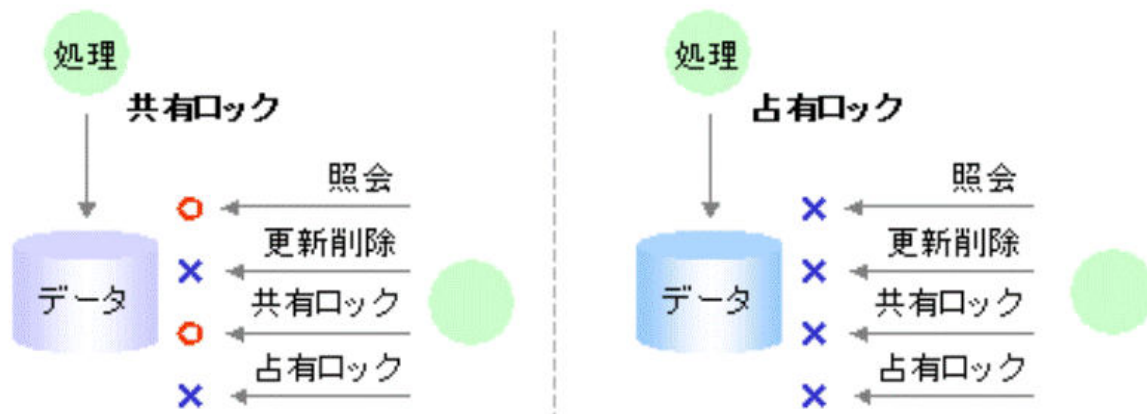 処理
共有ロック
照会
○
更新削除
×
データ
共有ロック
○
占有ロック
×
処理
占有ロック
照会
×
更新削除
×
データ
共有ロック
×
占有ロック
×